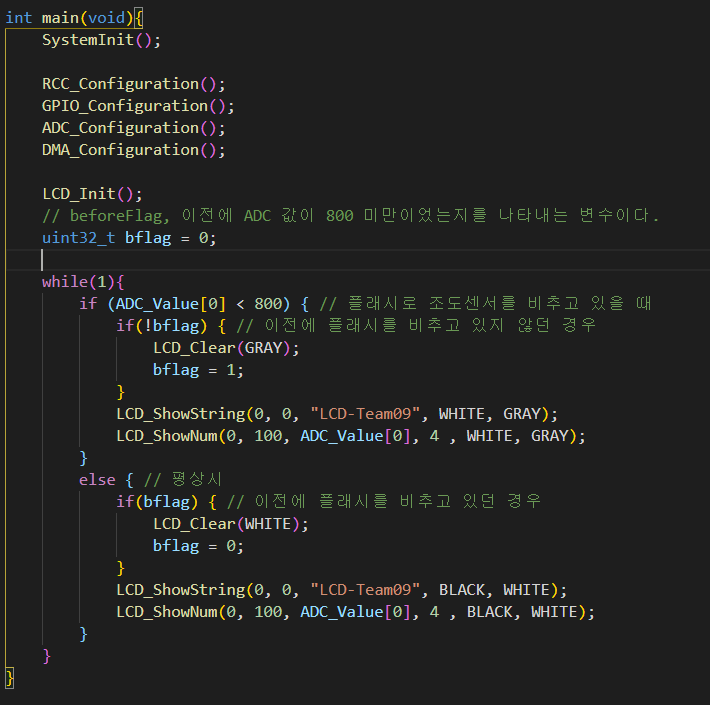 int main(void){
    SystemInit();

    RCC_Configuration();
    GPIO_Configuration();
    ADC_Configuration();
    DMA_Configuration();

    LCD_Init();
    // beforeFlag, 이전에 ADC 값이 800 미만이었는지를 나타내는 변수이다.
    uint32_t bflag = 0;

    while(1){
        if (ADC_Value[0] < 800) { // 플래시로 조도센서를 비추고 있을 때
            if(!bflag) { // 이전에 플래시를 비추고 있지 않던 경우
                LCD_Clear(GRAY);
                bflag = 1;
            }
            LCD_ShowString(0, 0, "LCD-Team09", WHITE, GRAY);
            LCD_ShowNum(0, 100, ADC_Value[0], 4 , WHITE, GRAY);
        }
        else { // 평상시
            if(bflag) { // 이전에 플래시를 비추고 있던 경우
                LCD_Clear(WHITE);
                bflag = 0;
            }
            LCD_ShowString(0, 0, "LCD-Team09", BLACK, WHITE);
            LCD_ShowNum(0, 100, ADC_Value[0], 4 , BLACK, WHITE);
        }
    }
}